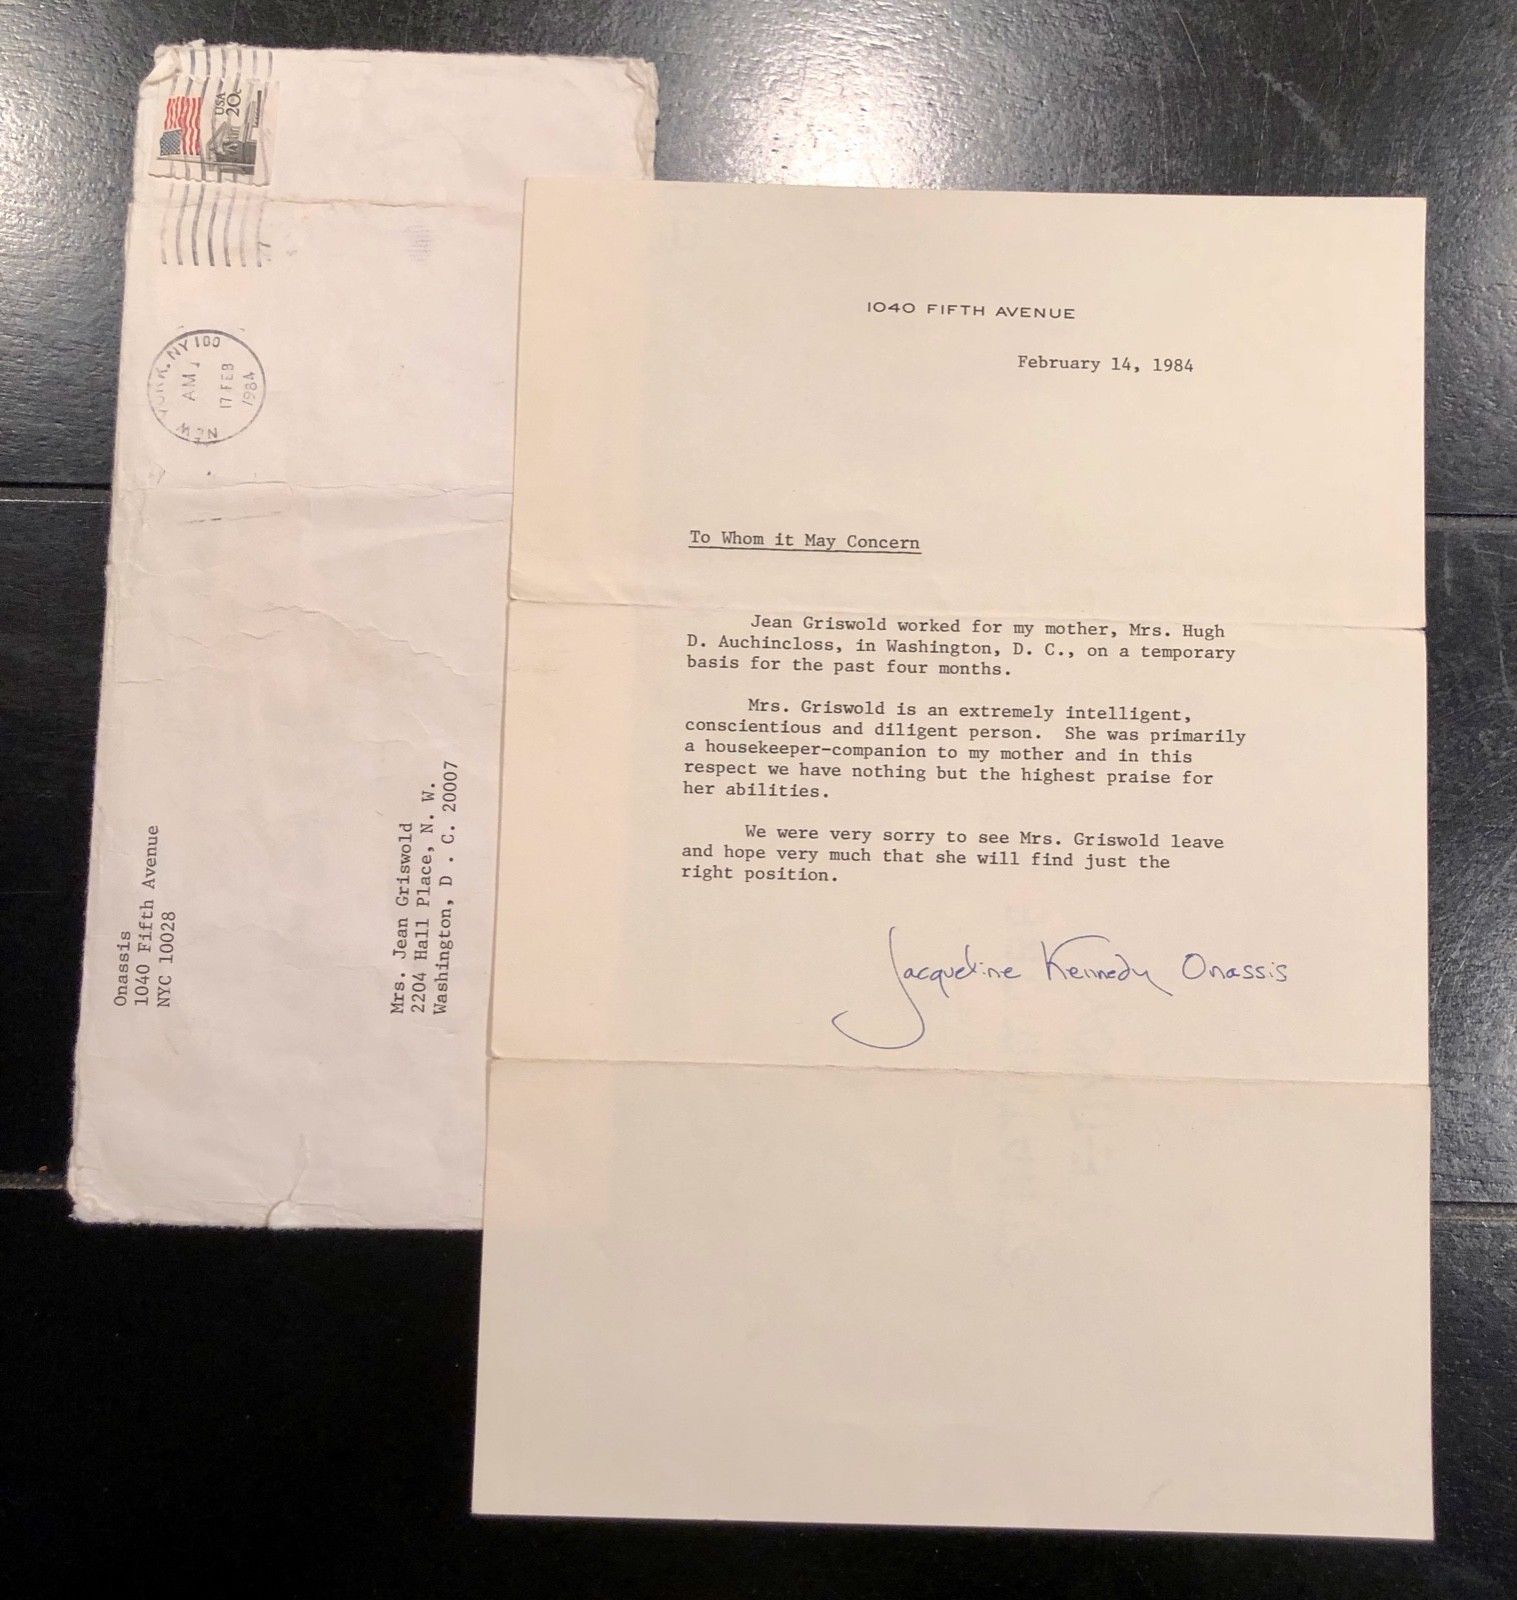 USA
20c
NEW YORK, NY 100
AM
17 FEB
1984
Onassis
1040 Fifth Avenue
NYC 10028
Mrs. Jean Griswold
2204 Hall Place, N. W.
Washington, D . C. 20007
1040 FIFTH AVENUE
February 14, 1984
To Whom it May Concern
Jean Griswold worked for my mother, Mrs. Hugh
D. Auchincloss, in Washington, D. C., on a temporary
basis for the past four months.
Mrs. Griswold is an extremely intelligent,
conscientious and diligent person. She was primarily
a housekeeper-companion to my mother and in this
respect we have nothing but the highest praise for
her abilities.
We were very sorry to see Mrs. Griswold leave
and hope very much that she will find just the
right position.
Jacqueline Kennedy Onassis